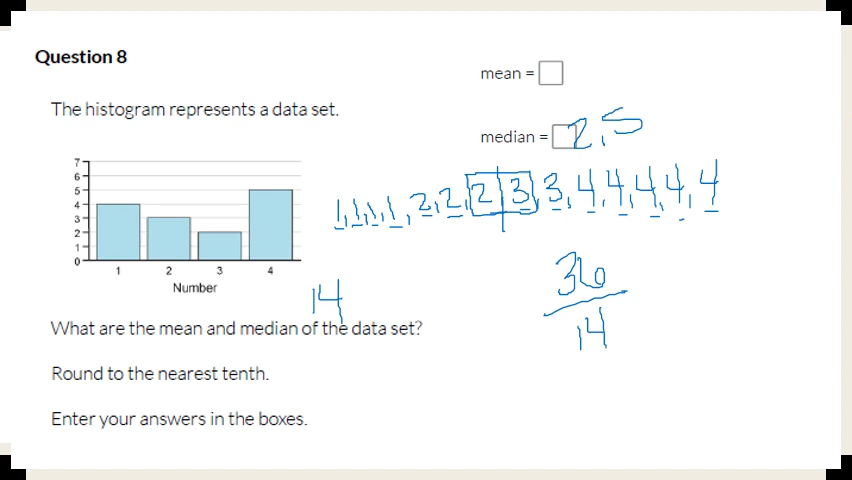 Question 8
The histogram represents a data set.
7
6
5
4
3
2
1
0
1 2 3 4
Number
What are the mean and median of the data set?
Round to the nearest tenth.
Enter your answers in the boxes.
mean =
median = 2.5
1, 1, 1, 1, 2, 2, 2 3, 3, 4, 4, 4, 4, 4
14
36
14